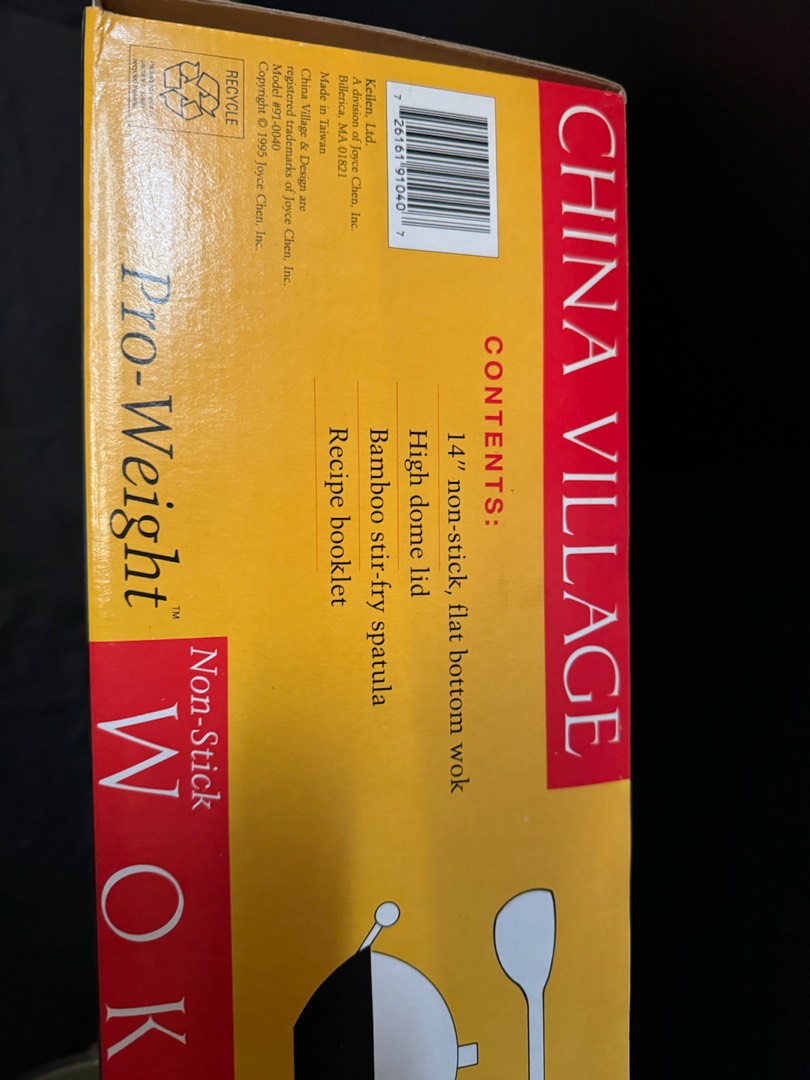 CHINA VILLAGE
CONTENTS:
14" non-stick, flat bottom wok
High dome lid
Bamboo stir-fry spatula
Recipe booklet
7 26161 91040 7
Keilen, Ltd.
A division of Joyce Chen, Inc.
Billerica, MA 01821
Made in Taiwan
China Village & Design are
registered trademarks of Joyce Chen, Inc.
Model #91-0040
Copyright © 1995 Joyce Chen, Inc.
RECYCLE
Pro-Weight™
Non-Stick
WOK